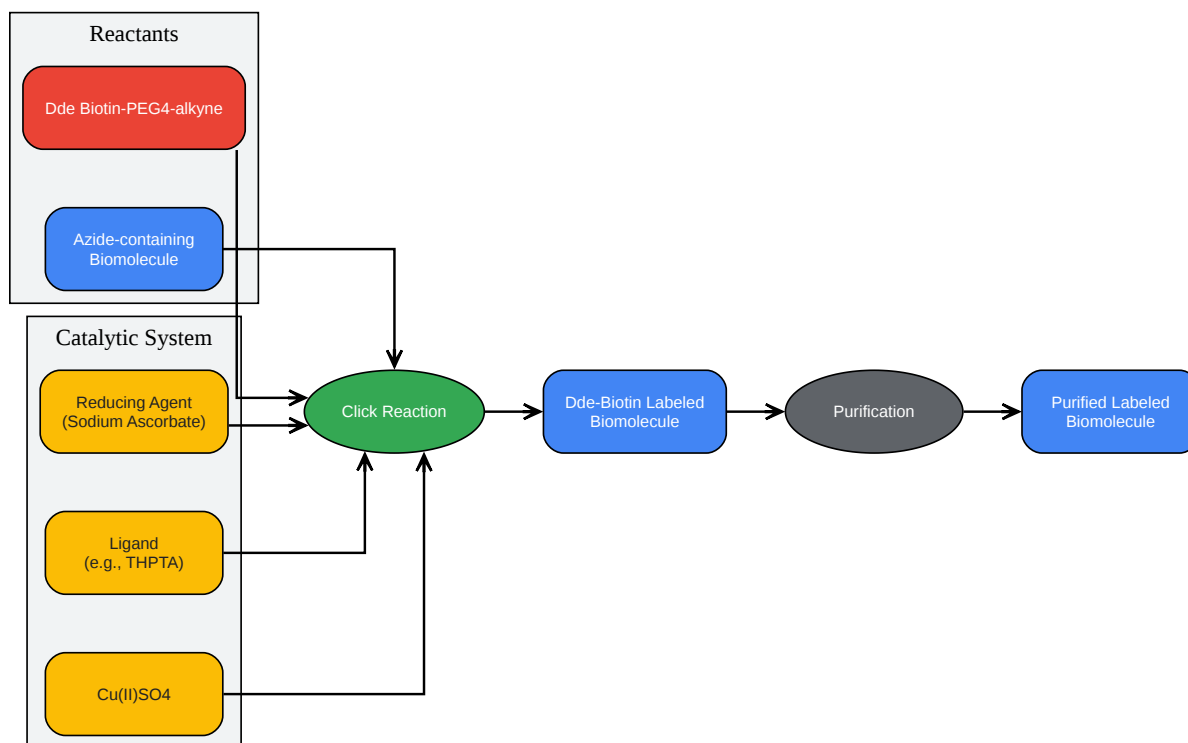 Reactants
Dde Biotin-PEG4-alkyne
Azide-containing
Biomolecule
Catalytic System
Reducing Agent
(Sodium Ascorbate)
Ligand
(e.g., THPTA)
Cu(II)SO4
Click Reaction
Dde-Biotin Labeled
Biomolecule
Purification
Purified Labeled
Biomolecule